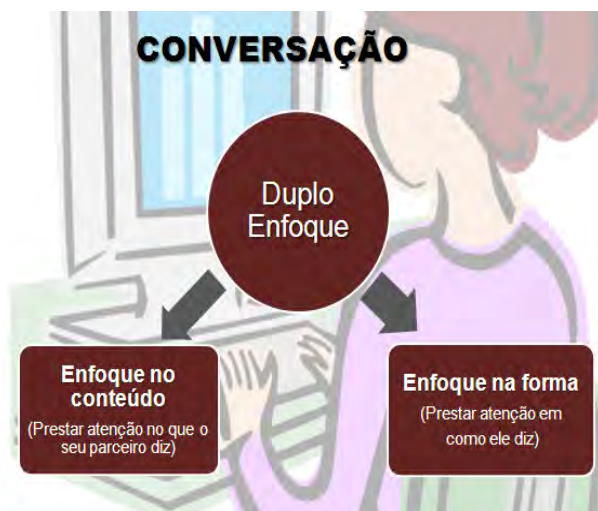 CONVERSAÇÃO
Duplo
Enfoque
Enfoque no
conteúdo
(Prestar atenção no que o
seu parceiro diz)
Enfoque na forma
(Prestar atenção em
como ele diz)